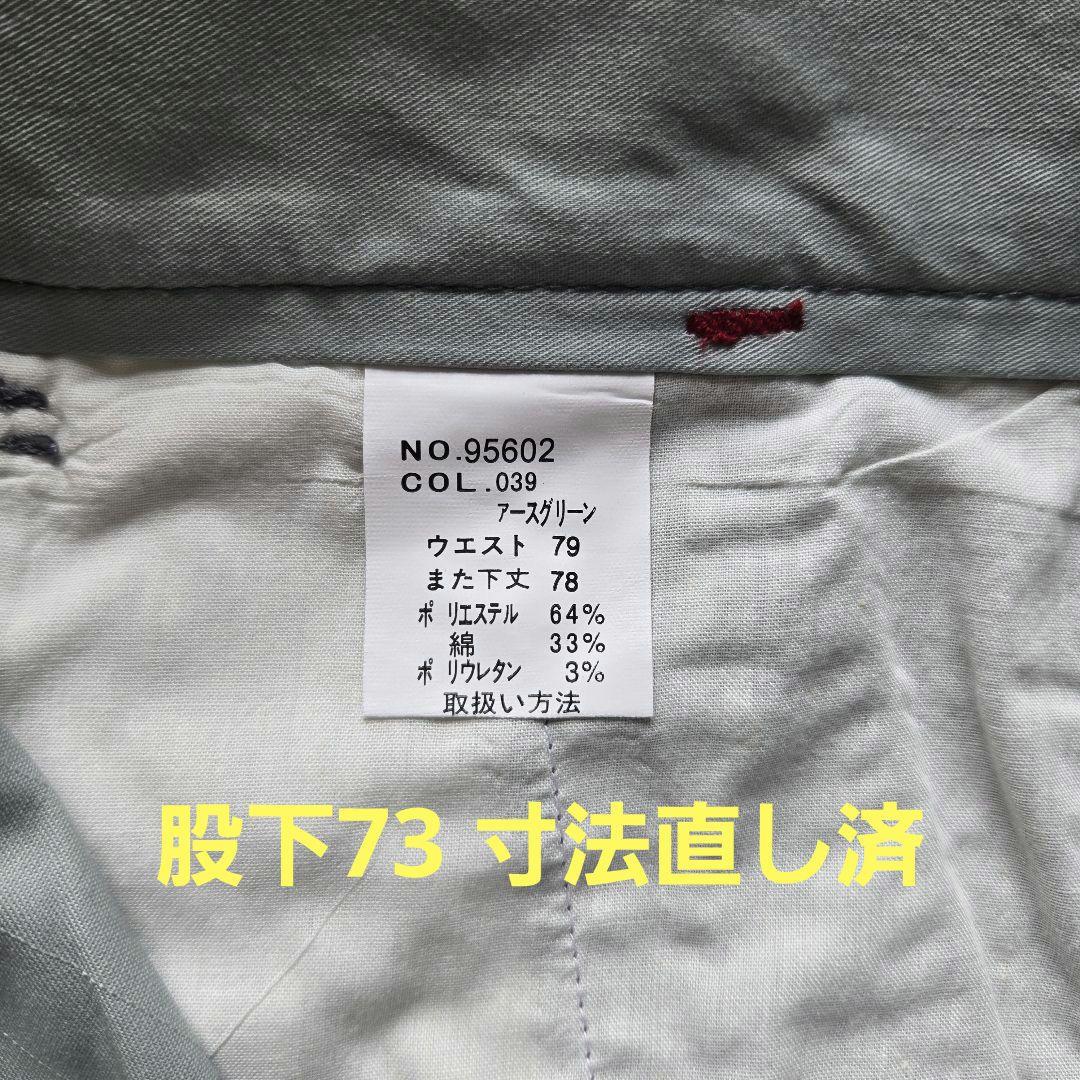 NO.95602
COL.039
アースグリーン
ウエスト 79
また下丈 78
ポリエステル 64%
綿 33%
ポリウレタン 3%
取扱い方法
股下73 寸法直し済